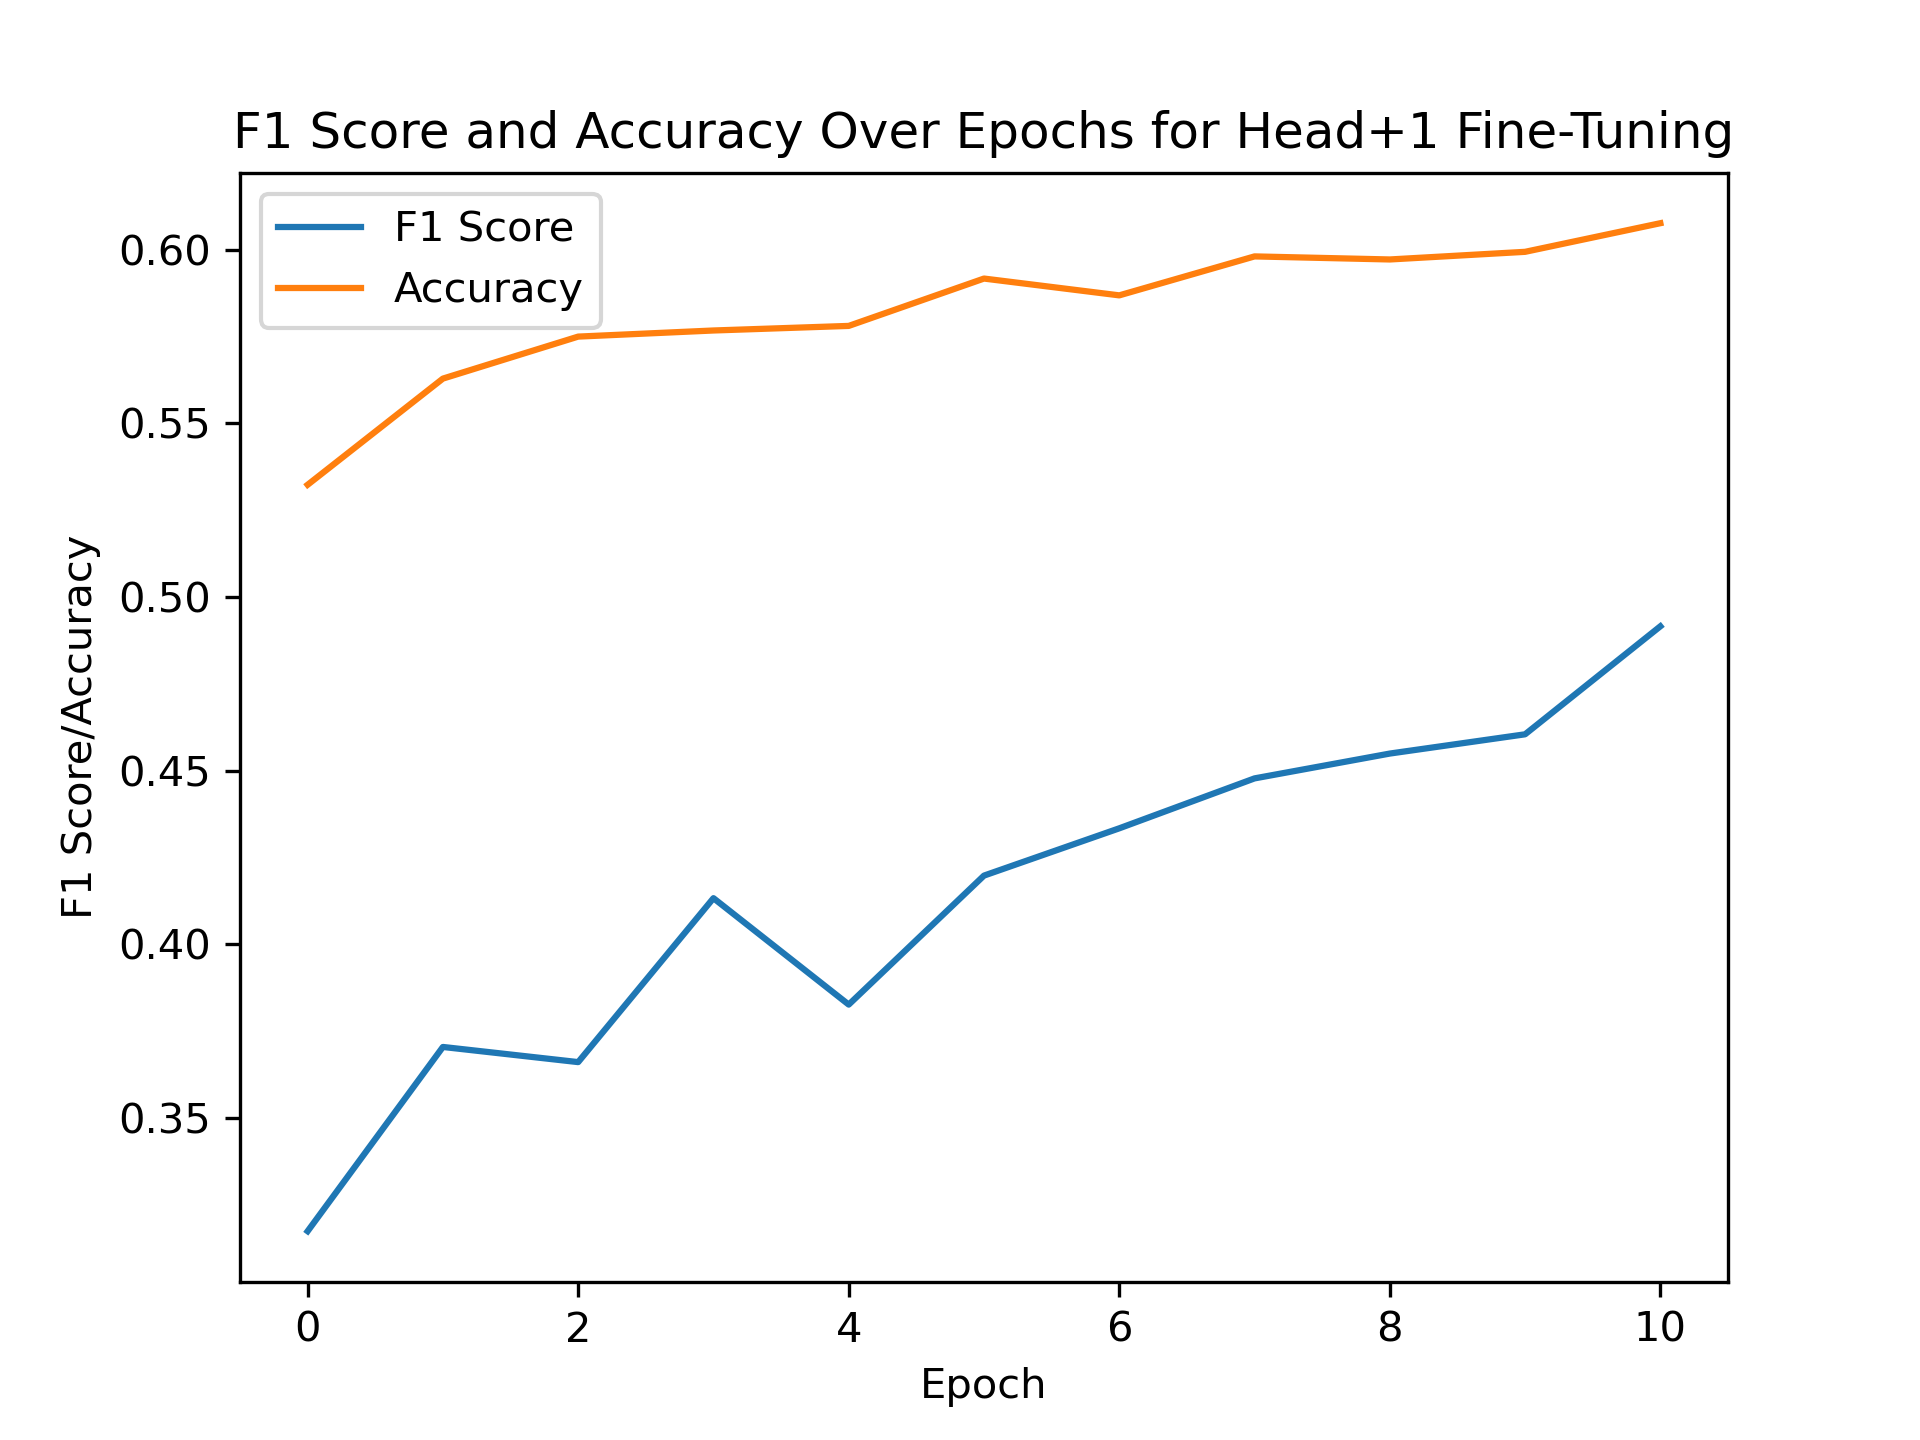 F1 Score and Accuracy Over Epochs for Head+1 Fine-Tuning
F1 Score
Accuracy
0.60
0.55
0.50
0.45
0.40
0.35
F1 Score/Accuracy
0 2 4 6 8 10
Epoch